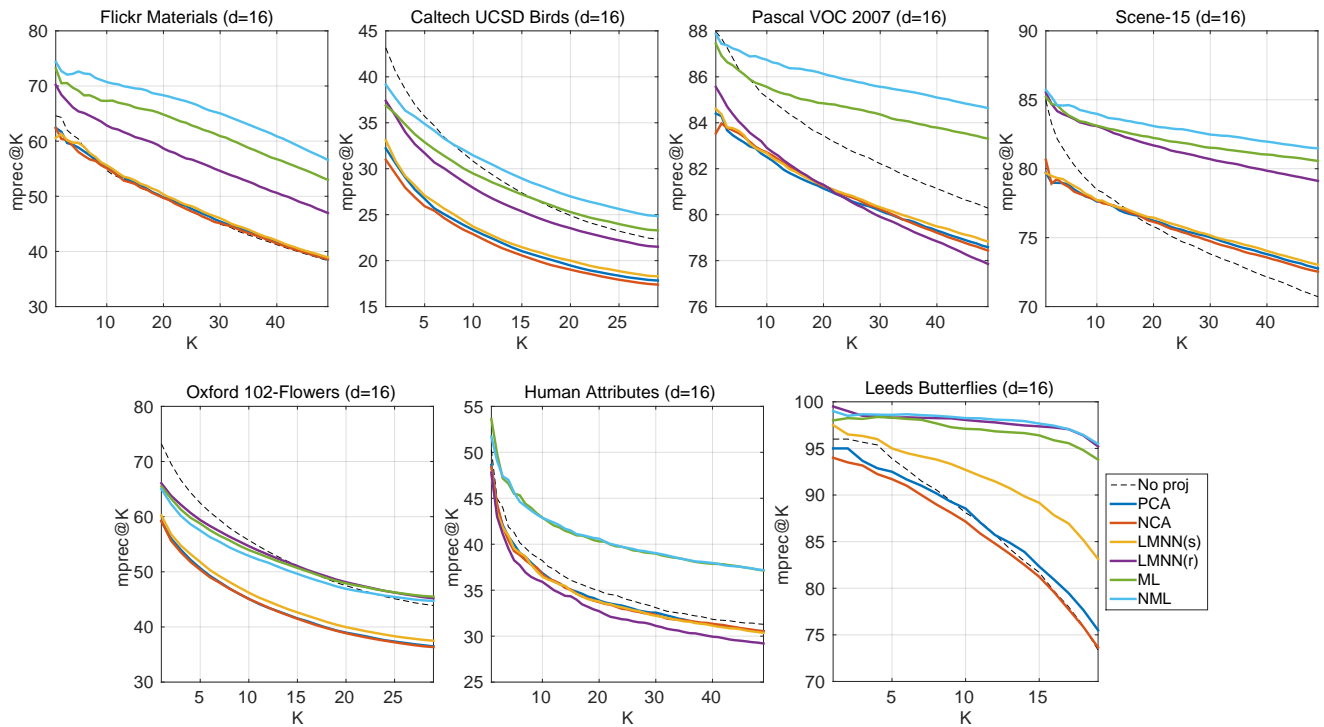 Flickr Materials (d=16)
80
70
60
50
40
30
mprec@K
10
20
30
40
K
Caltech UCSD Birds (d=16)
45
40
35
30
25
20
15
mprec@K
5
10
15
20
25
K
Pascal VOC 2007 (d=16)
88
86
84
82
80
78
76
mprec@K
10
20
30
40
K
Scene-15 (d=16)
90
85
80
75
70
mprec@K
10
20
30
40
K
Oxford 102-Flowers (d=16)
80
70
60
50
40
30
mprec@K
5
10
15
20
25
K
Human Attributes (d=16)
55
50
45
40
35
30
25
mprec@K
10
20
30
40
K
Leeds Butterflies (d=16)
100
95
90
85
80
75
70
mprec@K
5
10
15
K
No proj
PCA
NCA
LMNN(s)
LMNN(r)
ML
NML